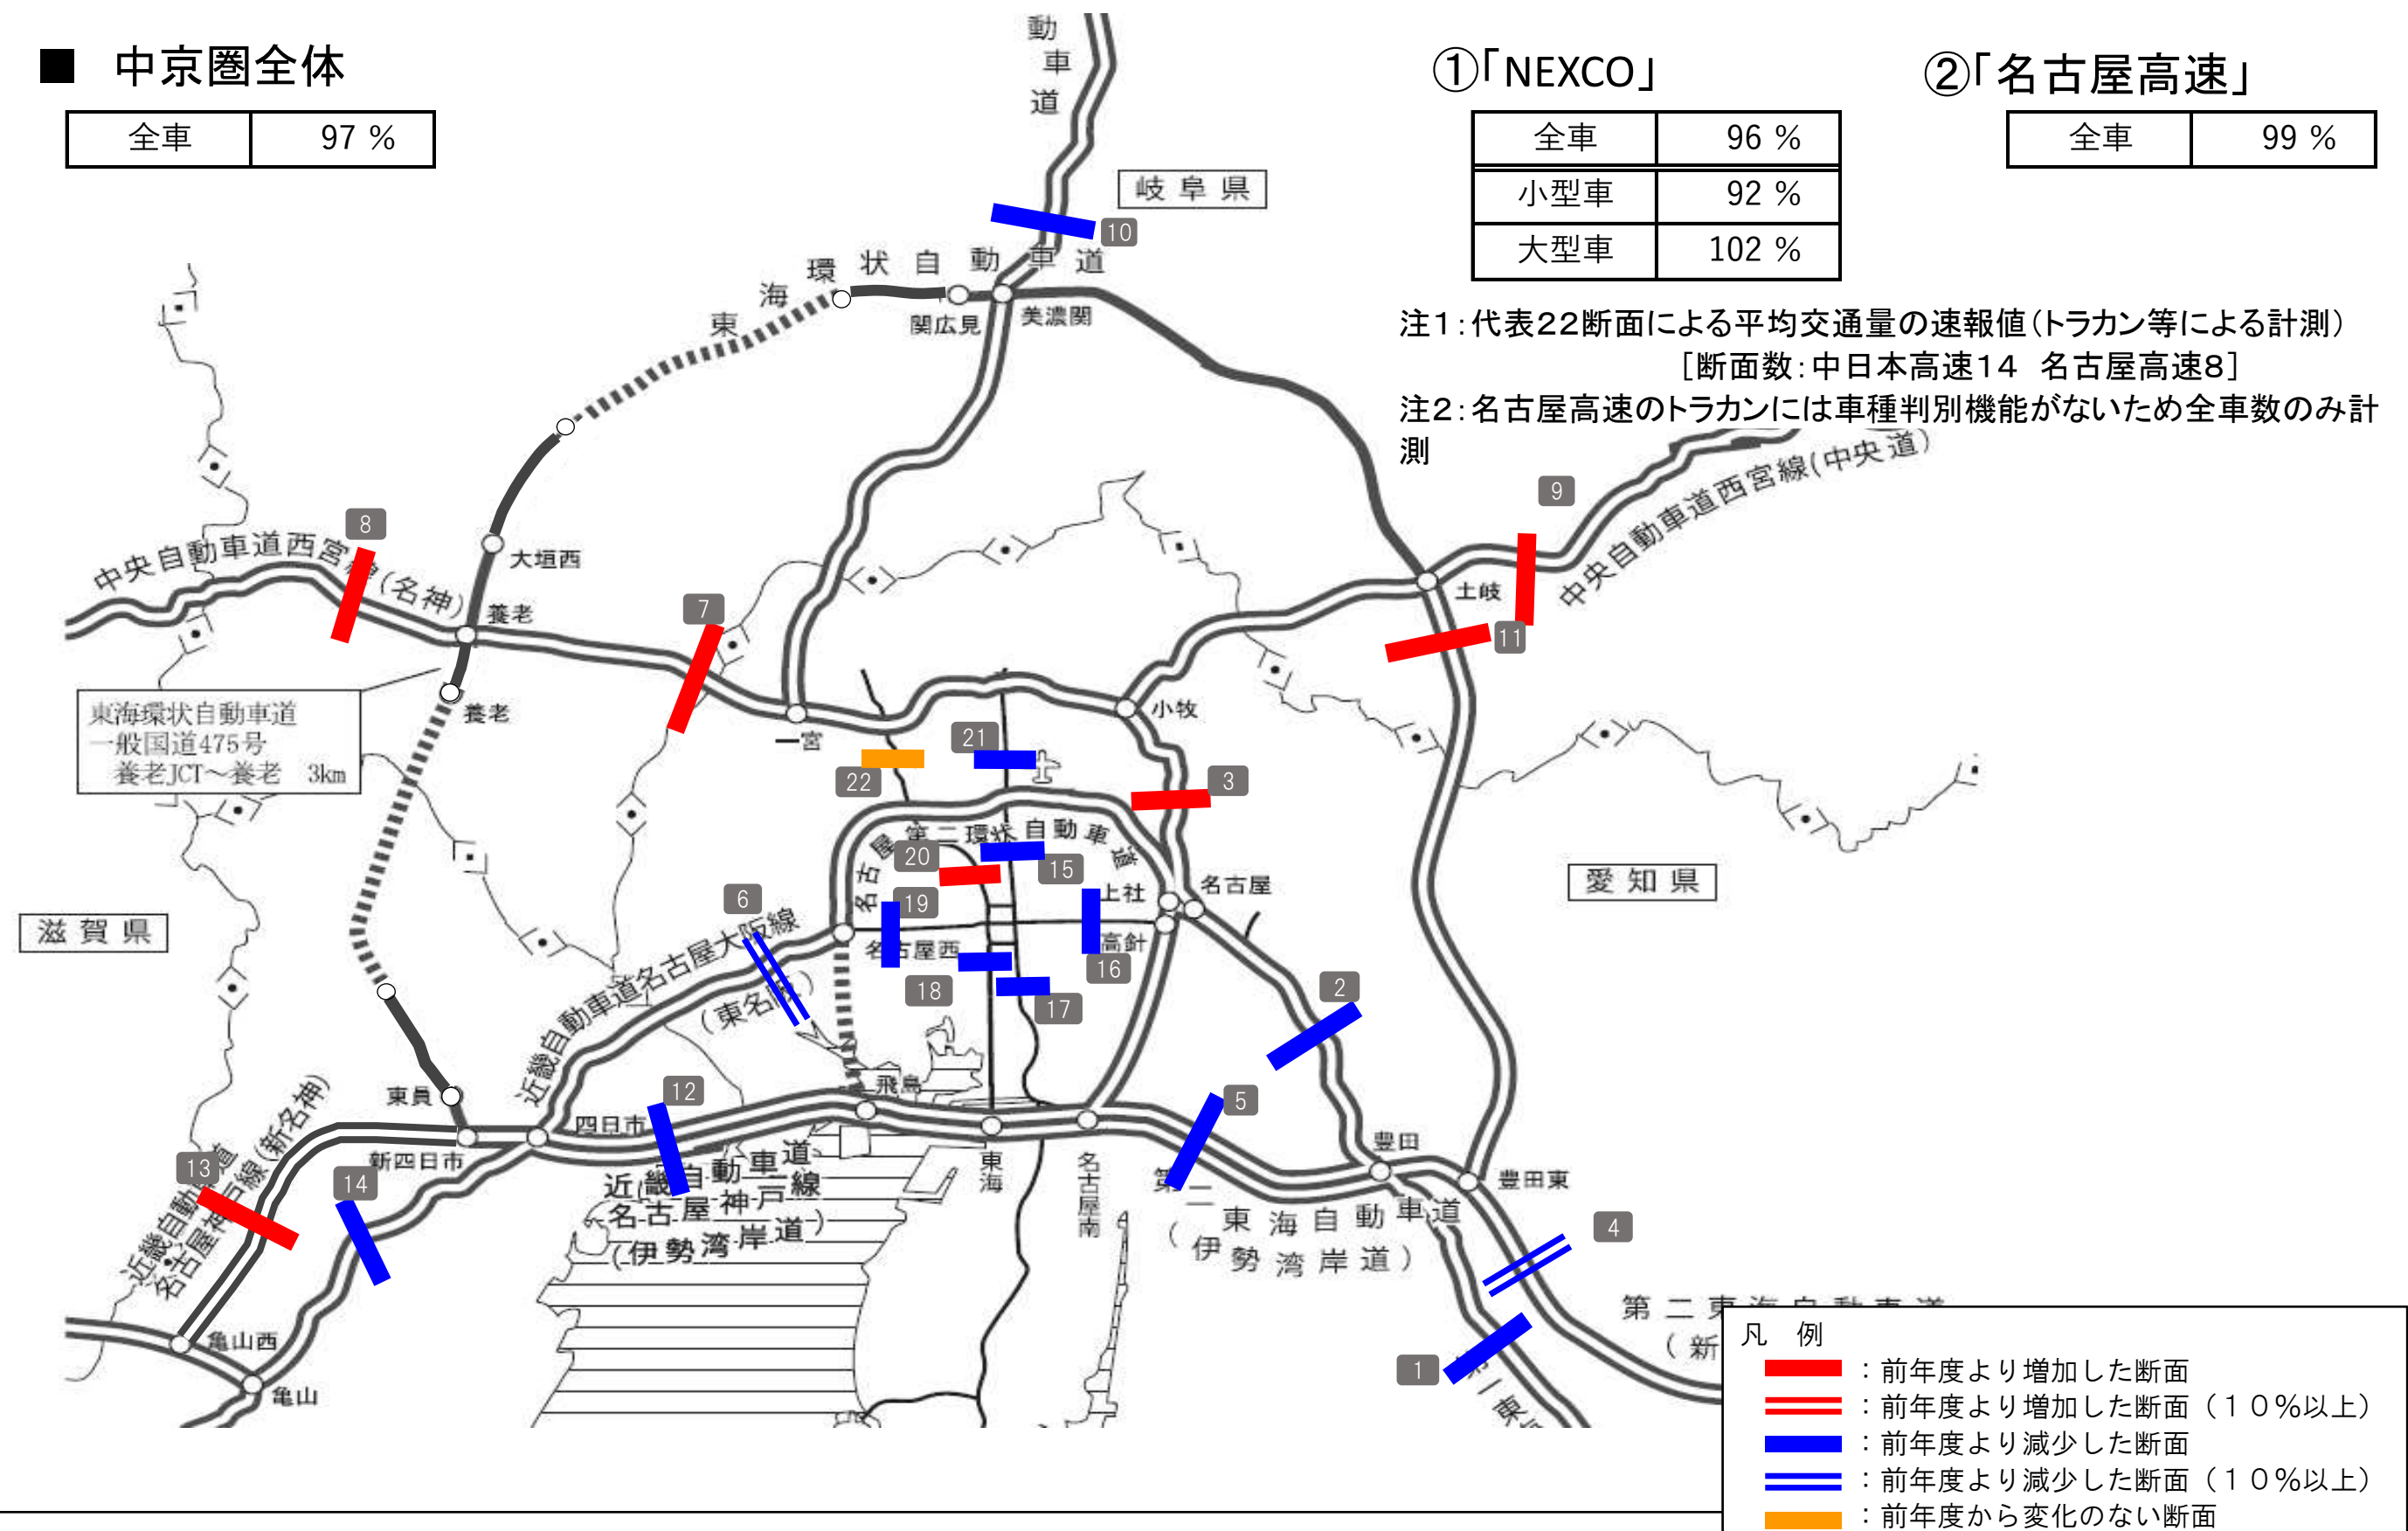 ■ 中京圏全体
全車 97 %
①「NEXCO」
全車 96 %
小型車 92 %
大型車 102 %
②「名古屋高速」
全車 99 %
注1:代表22断面による平均交通量の速報値(トラカン等による計測)
[断面数:中日本高速14 名古屋高速8]
注2:名古屋高速のトラカンには車種判別機能がないため全車数のみ計
測
動車道
岐阜県
10
東海環状自動車道
関広見
美濃関
中央自動車道西宮線(中央道)
9
8
中央自動車道西宮線(名神)
大垣西
養老
7
土岐
11
養老
東海環状自動車道
一般国道475号
養老JCT～養老 3km
一宮
小牧
21
22
3
名古屋第二環状自動車道
20
15
19
上社
名古屋
愛知県
滋賀県
6
近畿自動車道名古屋大阪線
(東名阪)
名古屋西
高針
16
18
17
2
飛島
東員
12
四日市
5
新四日市
近畿自動車道
名古屋神戸線(新名神)
13
14
近畿自動車道
名古屋神戸線
(伊勢湾岸道)
東海
名古屋南
豊田
豊田東
第二東海自動車道
(伊勢湾岸道)
4
亀山西
亀山
1
第一東
第二東海自動車道
(新
凡 例
:前年度より増加した断面
:前年度より増加した断面(10%以上)
:前年度より減少した断面
:前年度より減少した断面(10%以上)
:前年度から変化のない断面